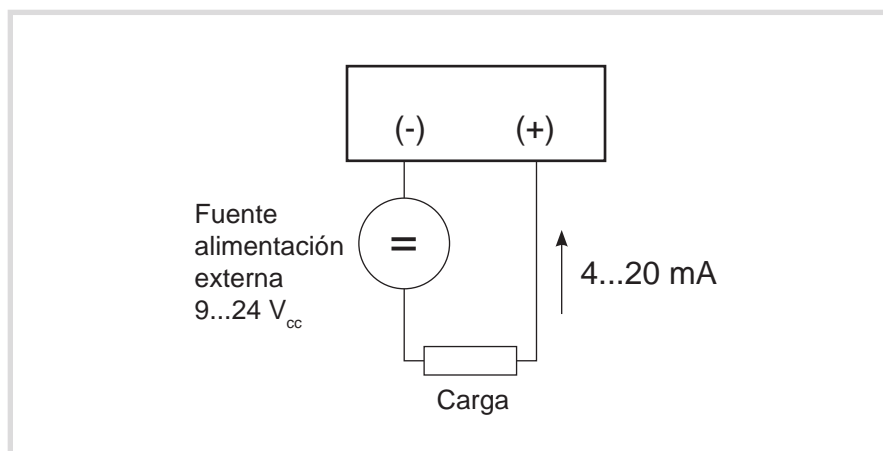 (-) (+)
Fuente
alimentación
externa
9...24 Vcc
=
4...20 mA
Carga